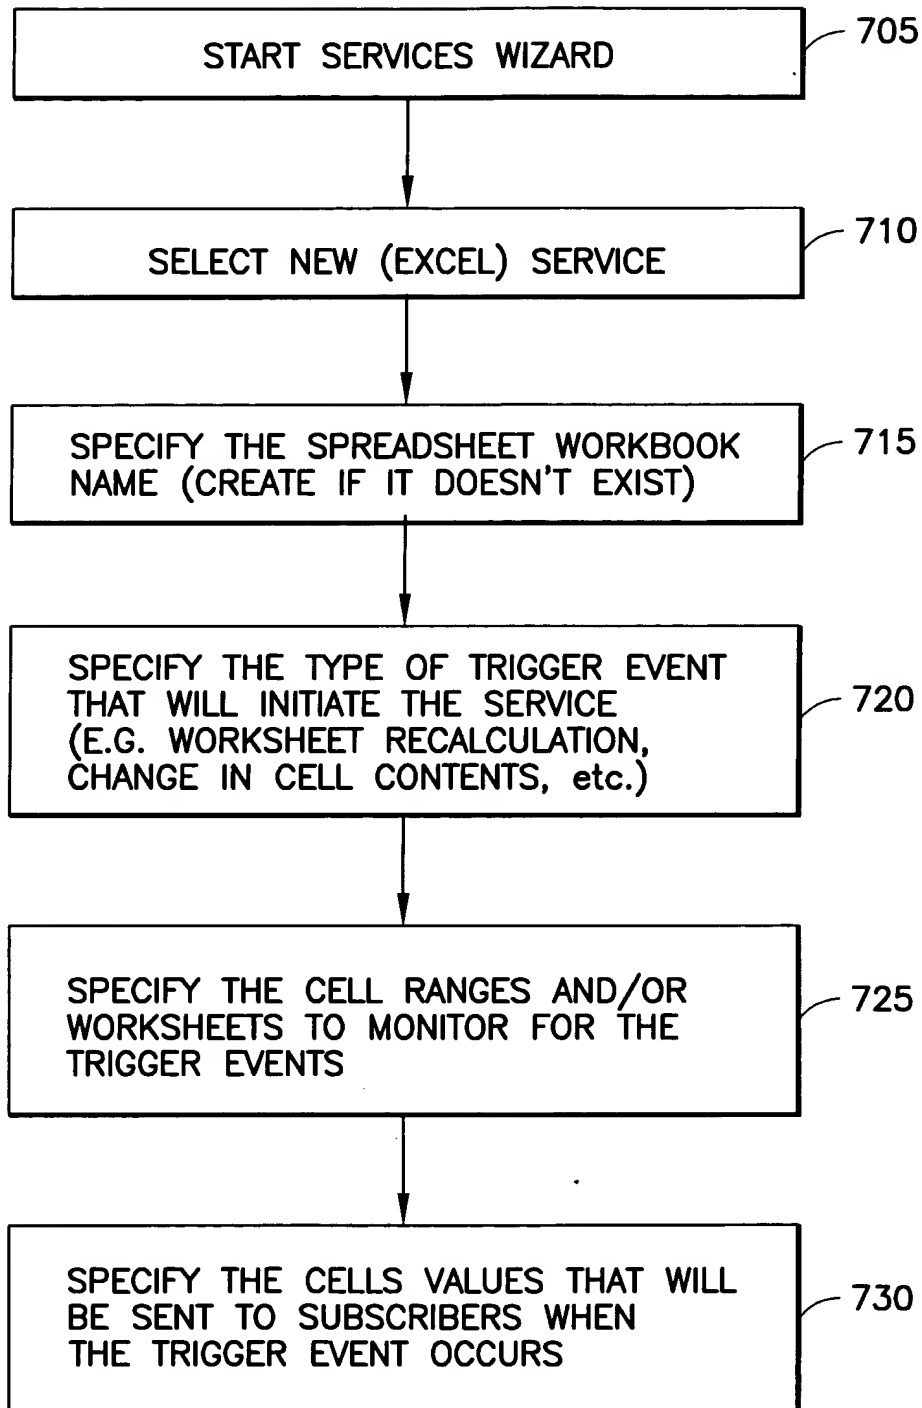 START SERVICES WIZARD
705
SELECT NEW (EXCEL) SERVICE
710
SPECIFY THE SPREADSHEET WORKBOOK
NAME (CREATE IF IT DOESN'T EXIST)
715
SPECIFY THE TYPE OF TRIGGER EVENT
THAT WILL INITIATE THE SERVICE
(E.G. WORKSHEET RECALCULATION,
CHANGE IN CELL CONTENTS, etc.)
720
SPECIFY THE CELL RANGES AND/OR
WORKSHEETS TO MONITOR FOR THE
TRIGGER EVENTS
725
SPECIFY THE CELLS VALUES THAT WILL
BE SENT TO SUBSCRIBERS WHEN
THE TRIGGER EVENT OCCURS
730